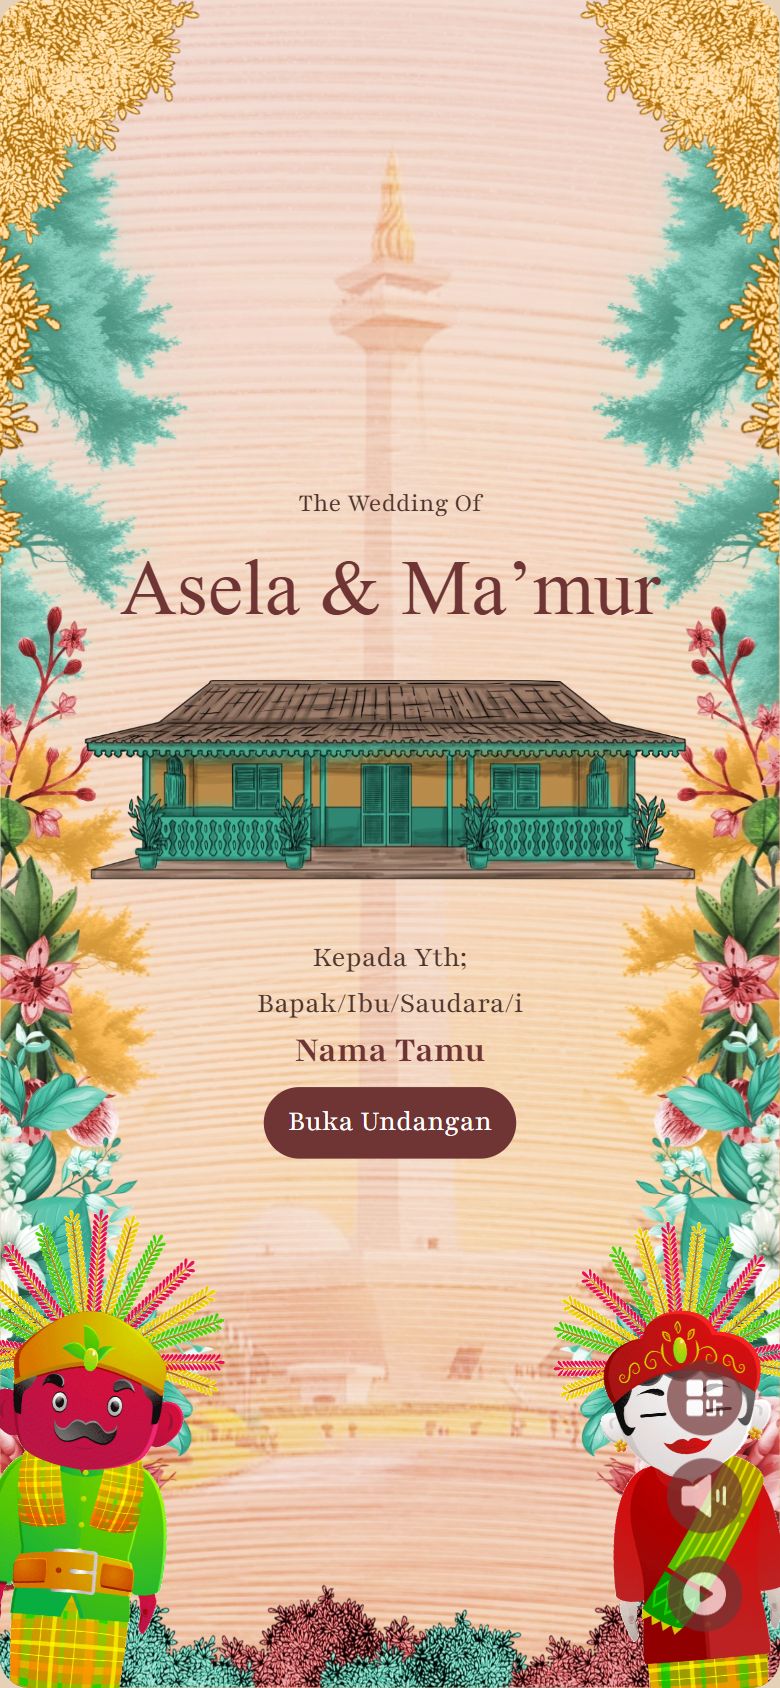 The Wedding Of
Asela & Ma’mur
Kepada Yth;
Bapak/Ibu/Saudara/i
Nama Tamu
Buka Undangan